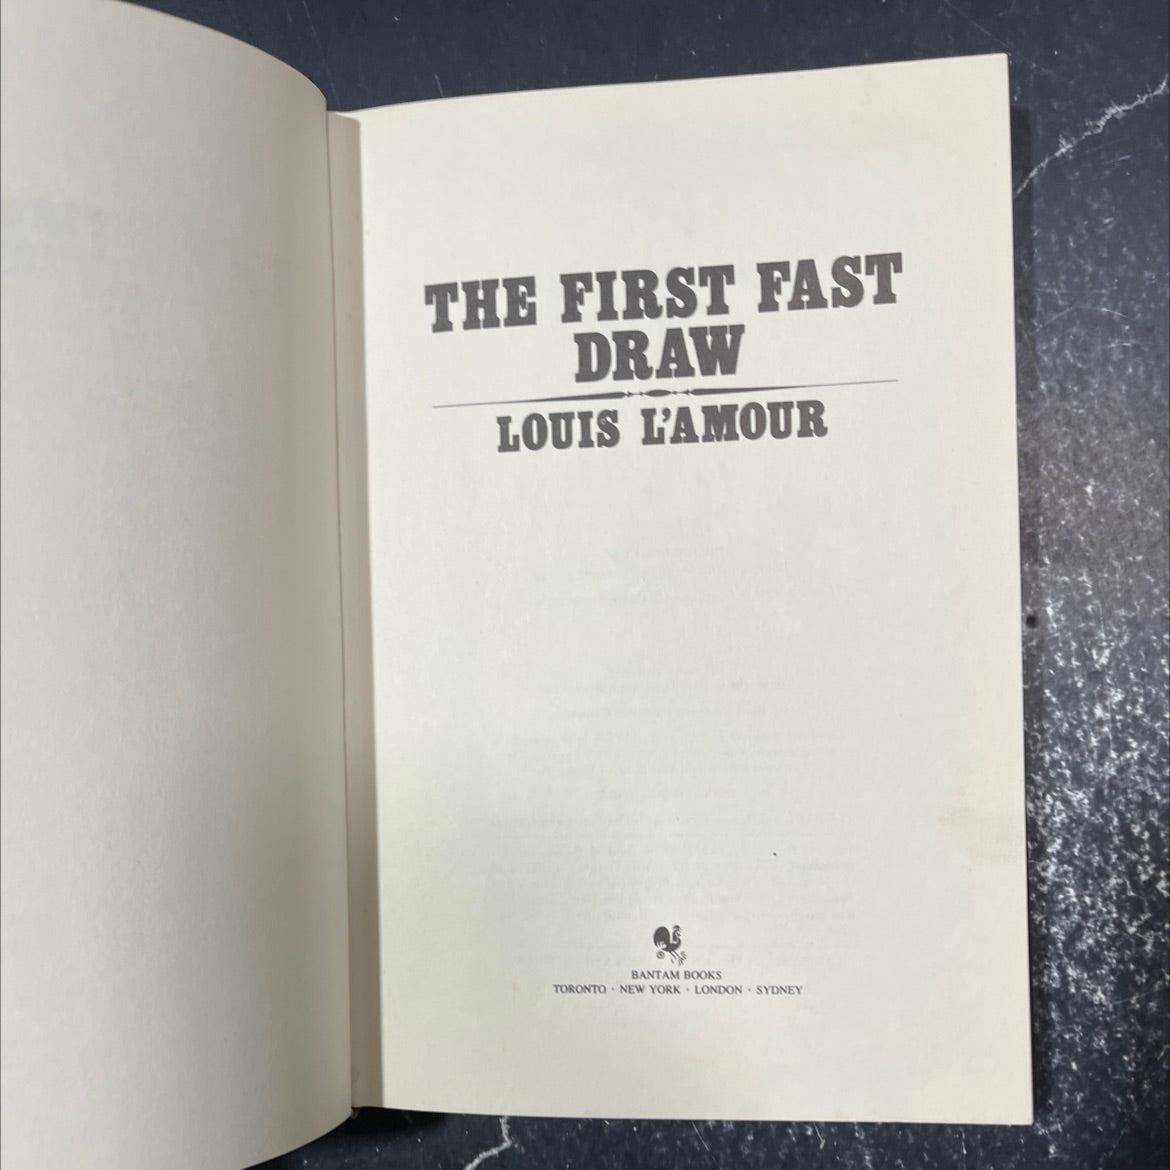 THE FIRST FAST
DRAW
LOUIS L'AMOUR
BANTAM BOOKS
TORONTO · NEW YORK · LONDON · SYDNEY